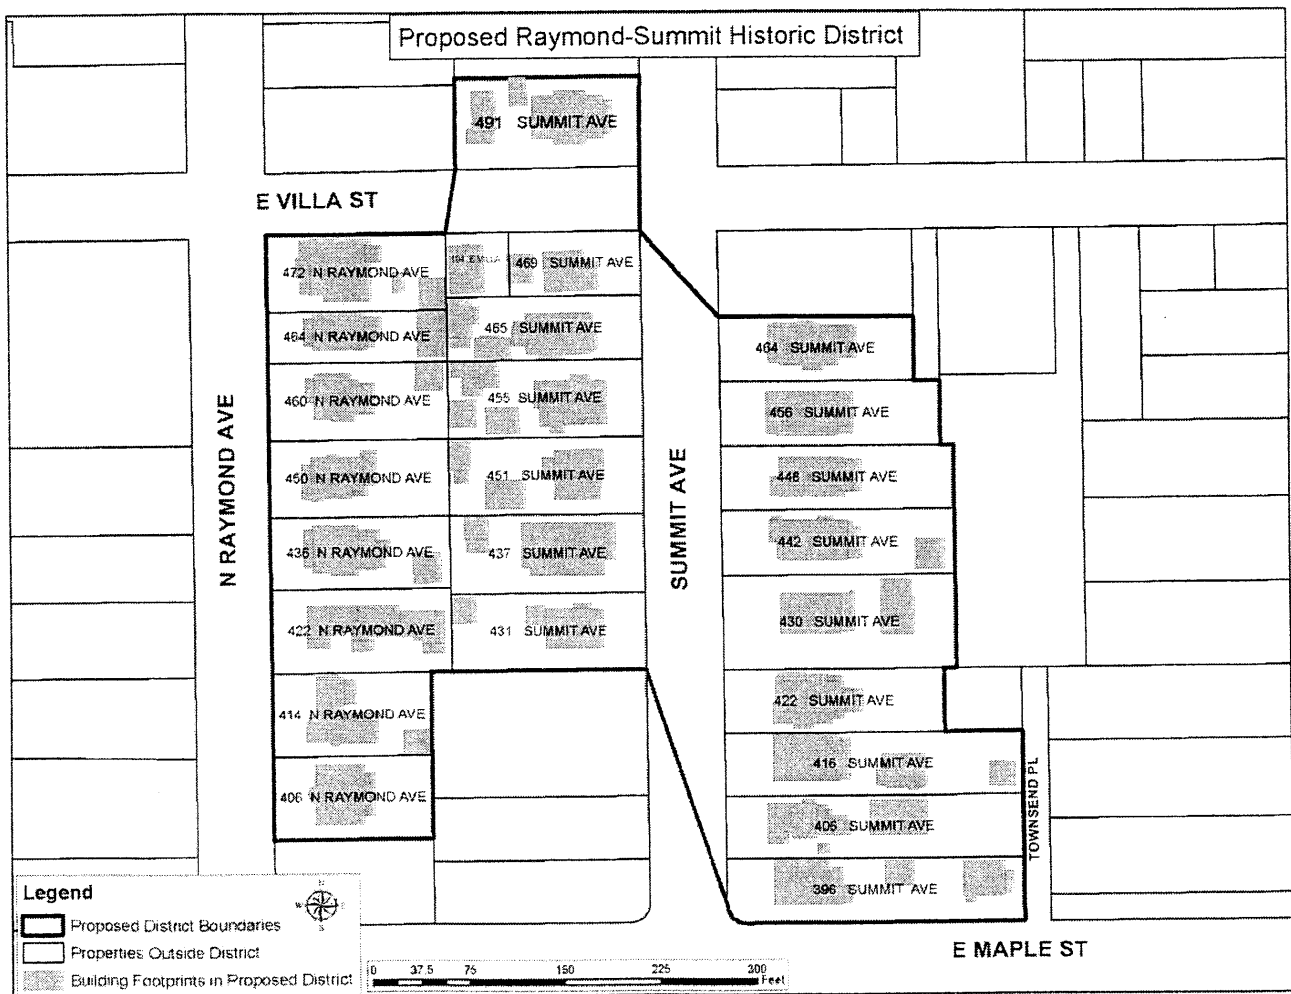 Proposed Raymond-Summit Historic District
491 SUMMIT AVE
E VILLA ST
472 N RAYMOND AVE
469 SUMMIT AVE
464 N RAYMOND AVE
465 SUMMIT AVE
464 SUMMIT AVE
460 N RAYMOND AVE
455 SUMMIT AVE
456 SUMMIT AVE
N RAYMOND AVE
SUMMIT AVE
450 N RAYMOND AVE
451 SUMMIT AVE
448 SUMMIT AVE
436 N RAYMOND AVE
437 SUMMIT AVE
442 SUMMIT AVE
422 N RAYMOND AVE
431 SUMMIT AVE
430 SUMMIT AVE
414 N RAYMOND AVE
422 SUMMIT AVE
416 SUMMIT AVE
406 N RAYMOND AVE
TOWNSEND PL
SUMMIT AVE
396 SUMMIT AVE
E MAPLE ST
Legend
N
W E
S
Proposed District Boundaries
Properties Outside District
Building Footprints in Proposed District
0 37.5 75 150 225 300
Feet